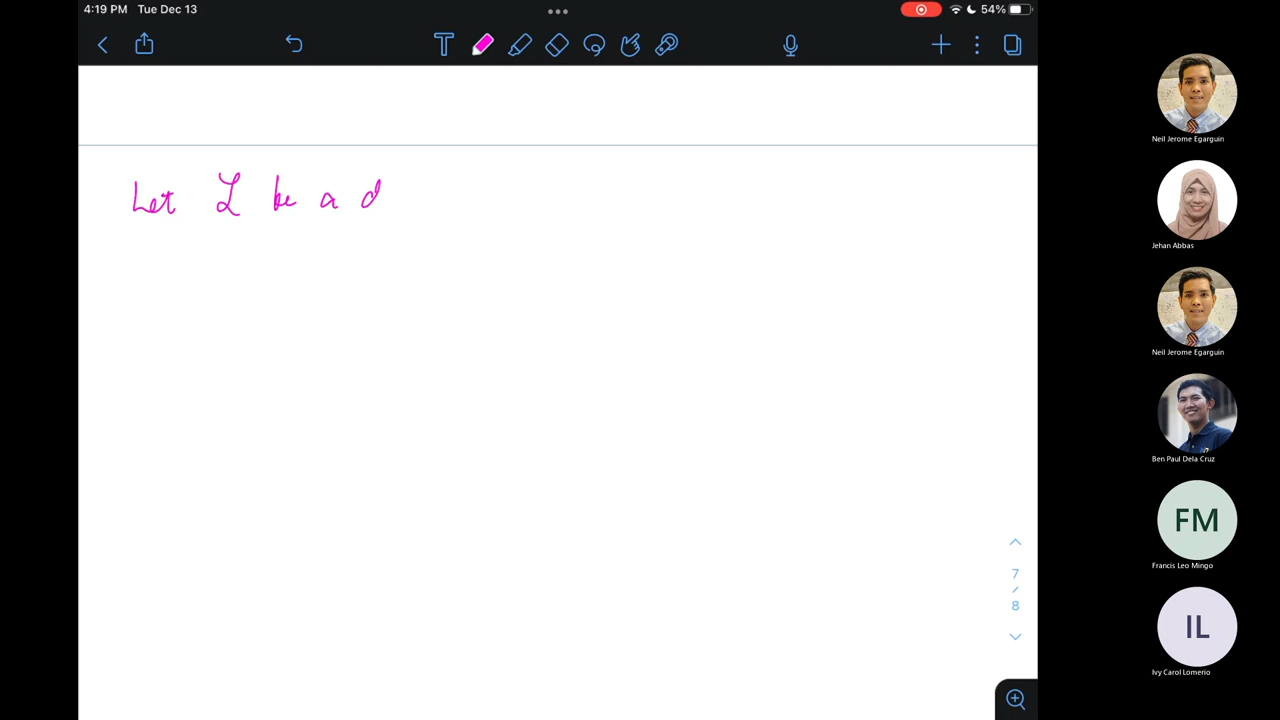 4:19 PM Tue Dec 13
54%
T
Let ℒ be a d
7
/
8
Neil Jerome Egarguin
Jehan Abbas
Neil Jerome Egarguin
Ben Paul Dela Cruz
FM
Francis Leo Mingo
IL
Ivy Carol Lomerio